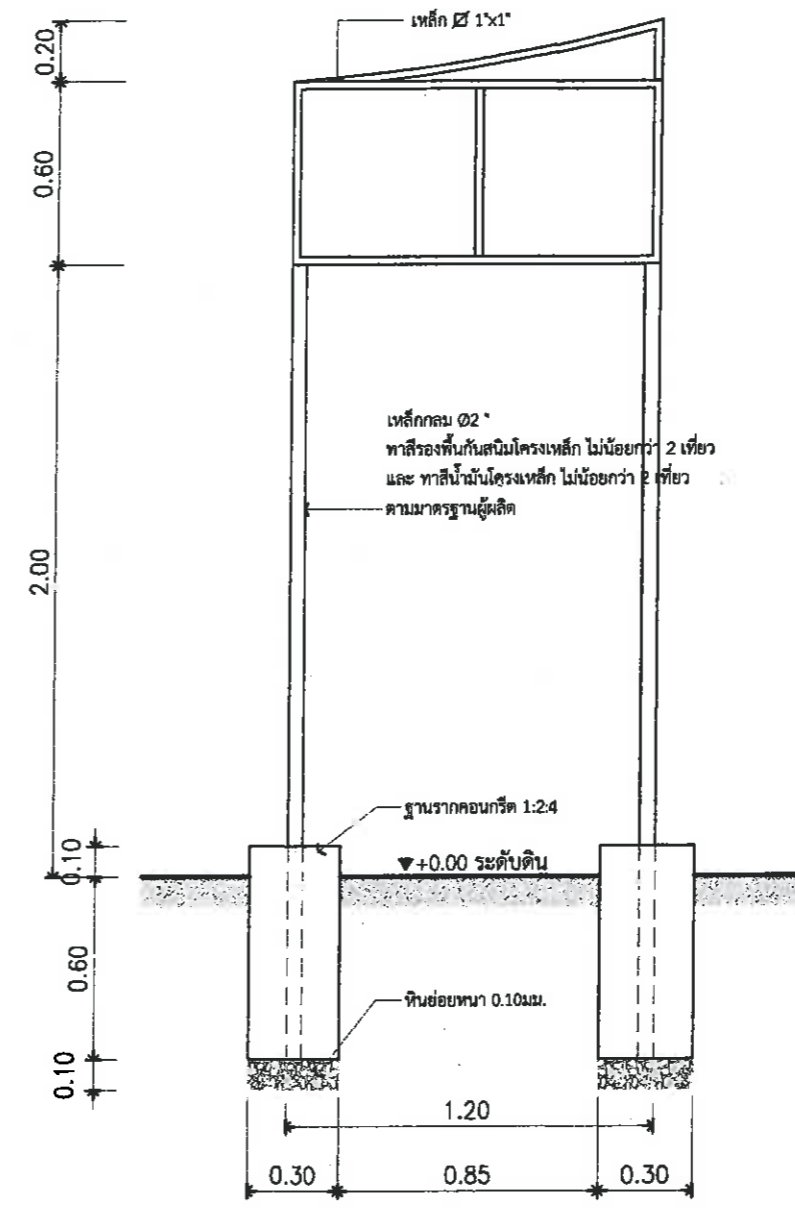 เหล็ก ⌷ 1"x1"
0.20
0.60
เหล็กกลม Ø2 "
ทาสีรองพื้นกันสนิมโครงเหล็ก ไม่น้อยกว่า 2 เที่ยว
และ ทาสีน้ำมันโครงเหล็ก ไม่น้อยกว่า 2 เที่ยว
ตามมาตรฐานผู้ผลิต
2.00
ฐานรากคอนกรีต 1:2:4
0.10
+0.00 ระดับดิน
0.60
หินย่อยหนา 0.10มม.
0.10
1.20
0.30 0.85 0.30